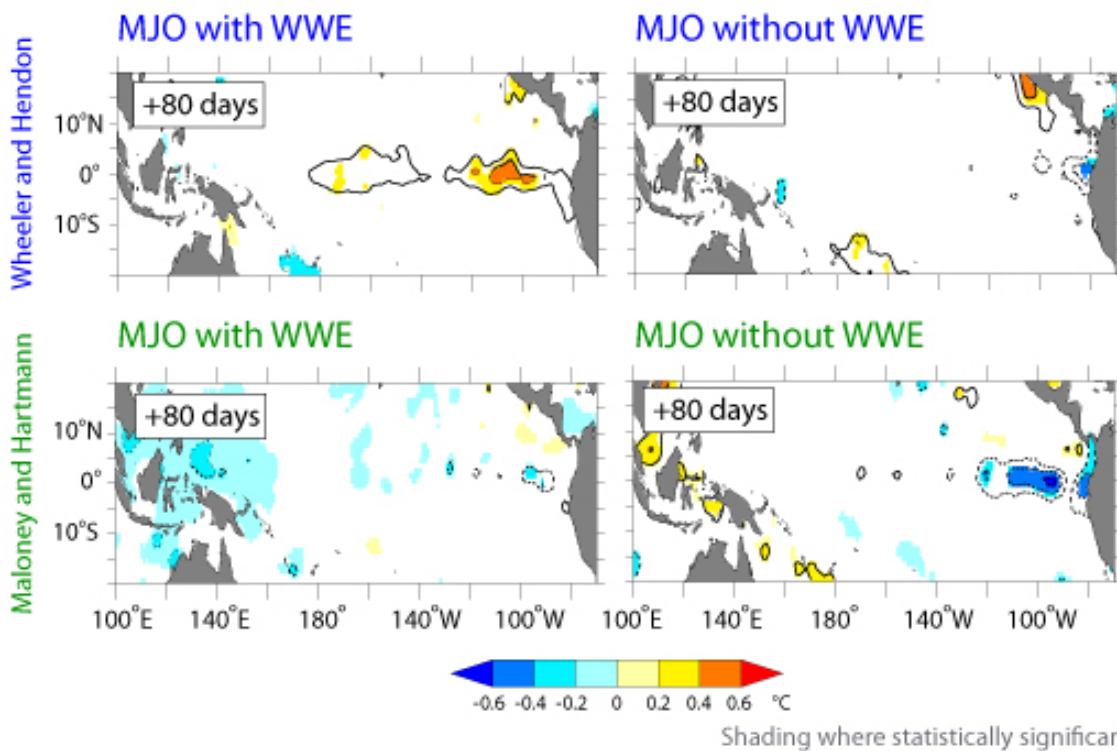 MJO with WWE
MJO without WWE
Wheeler and Hendon
+80 days
+80 days
10°N
0°
10°S
MJO with WWE
MJO without WWE
Maloney and Hartmann
+80 days
+80 days
10°N
0°
10°S
100°E 140°E 180° 140°W 100°W
100°E 140°E 180° 140°W 100°W
-0.6 -0.4 -0.2 0 0.2 0.4 0.6 °C
Shading where statistically significan